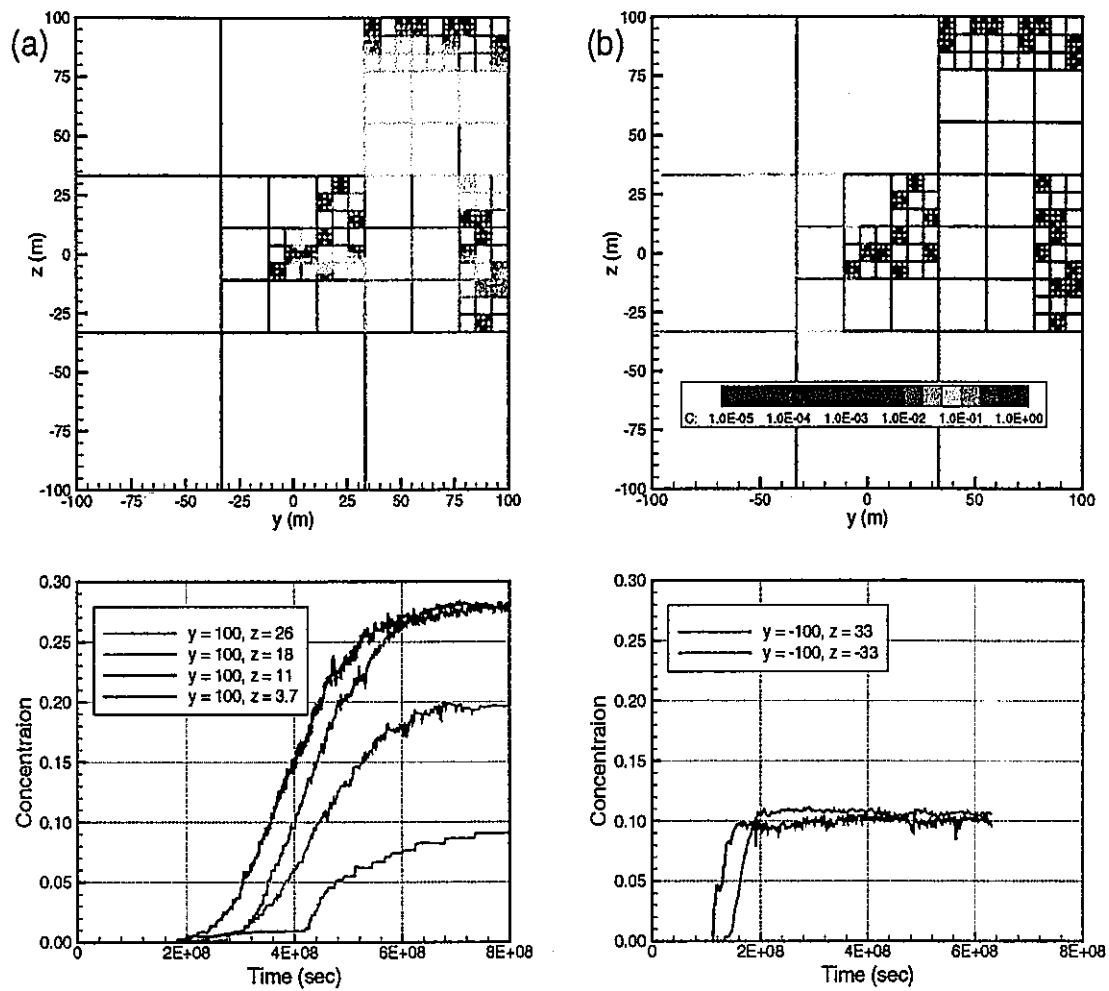 (a)
z (m)
100
75
50
25
0
-25
-50
-75
-100
-100 -75 -50 -25 0 25 50 75 100
y (m)
(b)
z (m)
100
75
50
25
0
-25
-50
-75
-100
-100 -50 0 50 100
y (m)
C: 1.0E-05 1.0E-04 1.0E-03 1.0E-02 1.0E-01 1.0E+00
Concentraion
0.30
0.25
0.20
0.15
0.10
0.05
0.00
0 2E+08 4E+08 6E+08 8E+08
Time (sec)
y = 100, z = 26
y = 100, z = 18
y = 100, z = 11
y = 100, z = 3.7
Concentraion
0.30
0.25
0.20
0.15
0.10
0.05
0.00
0 2E+08 4E+08 6E+08 8E+08
Time (sec)
y = -100, z = 33
y = -100, z = -33